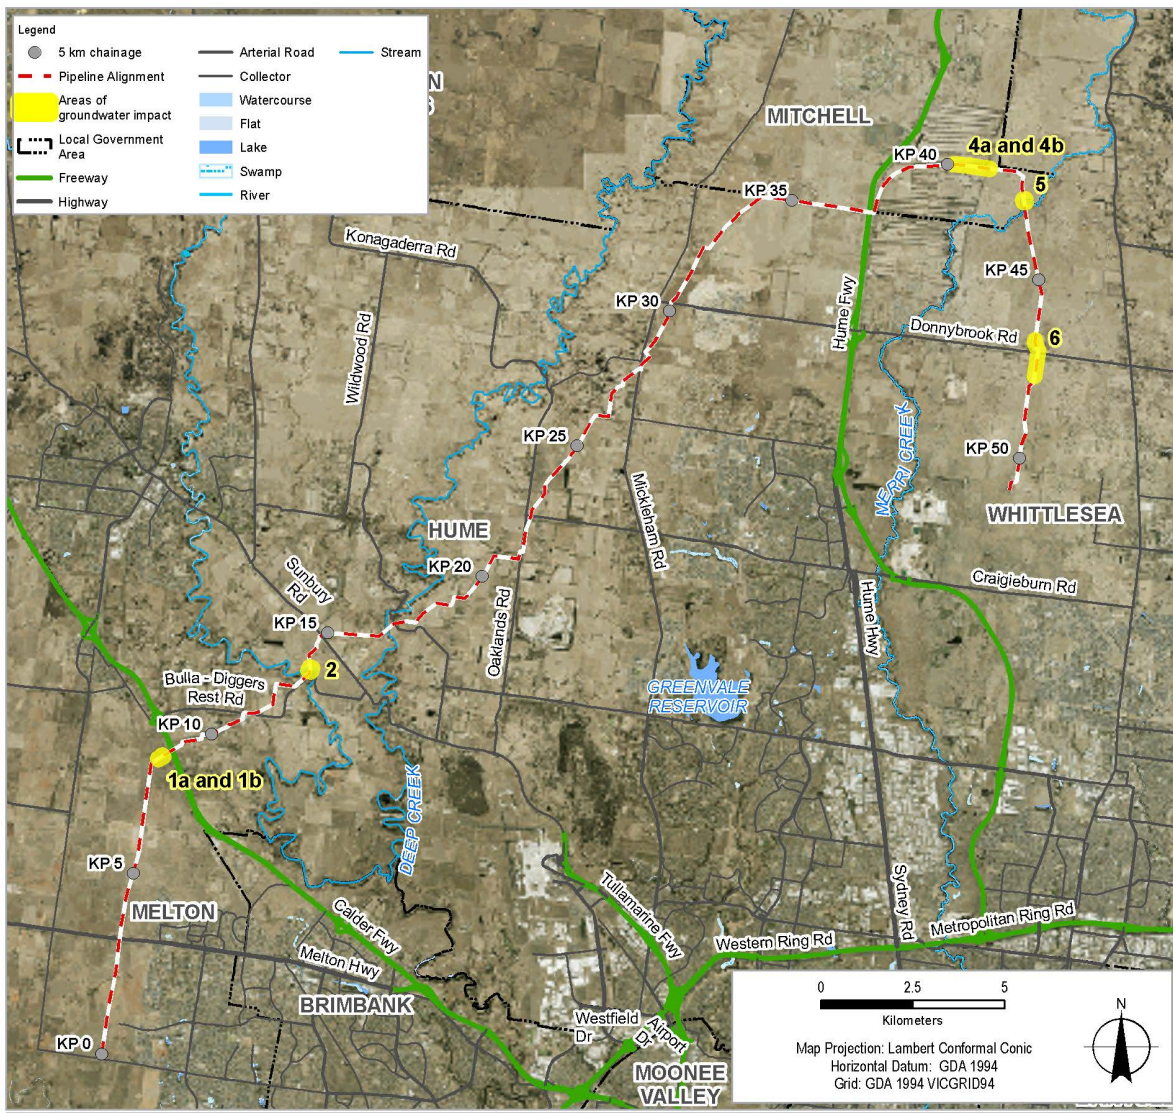 Legend
5 km chainage
Pipeline Alignment
Areas of
groundwater impact
Local Government
Area
Freeway
Highway
Arterial Road
Collector
Watercourse
Flat
Lake
Swamp
River
Stream
MITCHELL
KP 40
4a and 4b
5
KP 35
Konagaderra Rd
KP 45
KP 30
Hume Fwy
Donnybrook Rd
6
Wildwood Rd
KP 25
MERRI CREEK
KP 50
Mickleham Rd
WHITTLESEA
HUME
Sunbury
Rd
KP 20
Craigieburn Rd
KP 15
Oaklands Rd
Hume Hwy
2
Bulla - Diggers
Rest Rd
GREENVALE
RESERVOIR
KP 10
1a and 1b
DEEP CREEK
KP 5
MELTON
Calder Fwy
Tullamarine Fwy
Sydney Rd
Metropolitan Ring Rd
Western Ring Rd
Melton Hwy
BRIMBANK
Westfield
Dr
Airport
Dr
KP 0
MOONEE
VALLEY
0 2.5 5
Kilometers
N
Map Projection: Lambert Conformal Conic
Horizontal Datum: GDA 1994
Grid: GDA 1994 VICGRID94